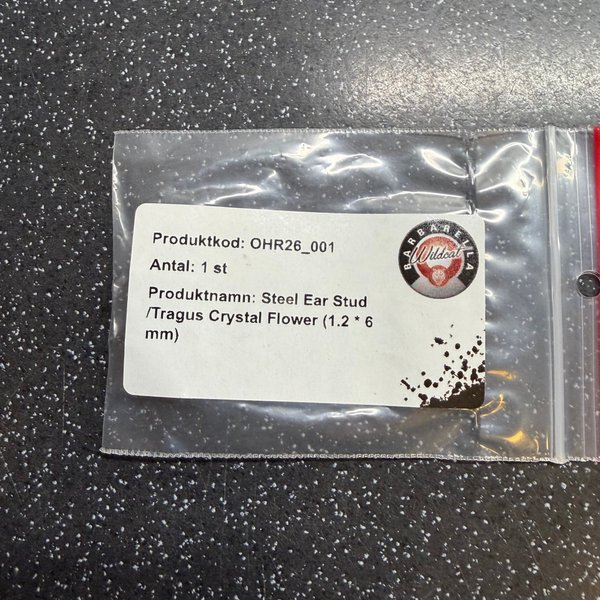 Produktkod: OHR26_001
Antal: 1 st
Produktnamn: Steel Ear Stud
/Tragus Crystal Flower (1.2 * 6
mm)
BARBARELLA
Wildcat